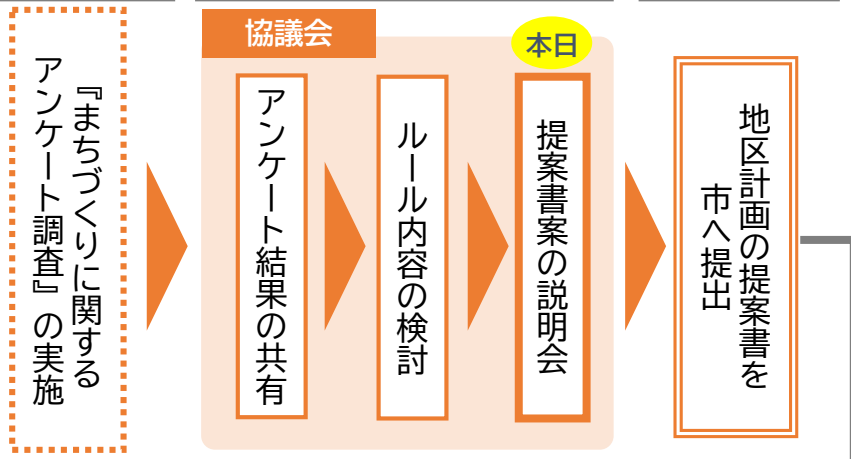 『まちづくりに関する
アンケート調査』の実施
協議会
アンケート結果の共有
ルール内容の検討
本日
提案書案の説明会
地区計画の提案書を
市へ提出